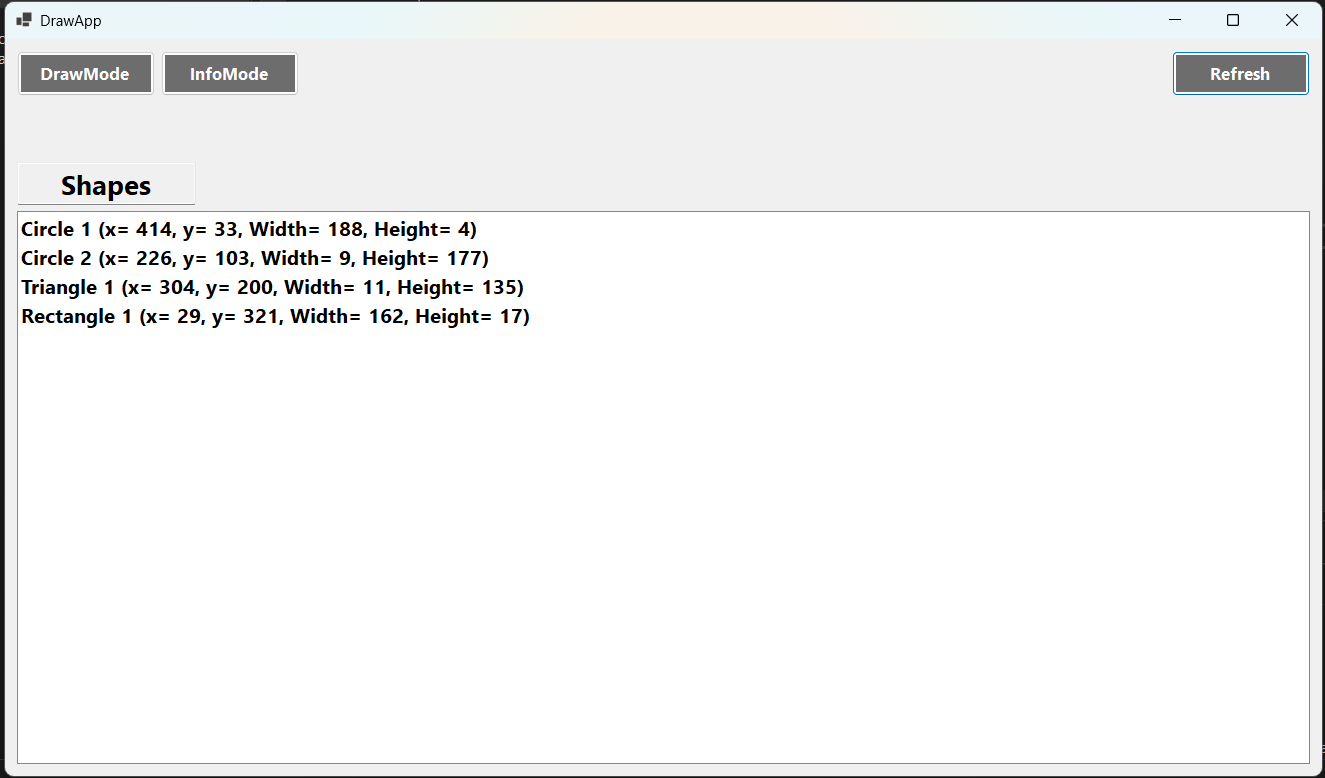 DrawApp
DrawMode InfoMode Refresh
Shapes
Circle 1 (x= 414, y= 33, Width= 188, Height= 4)
Circle 2 (x= 226, y= 103, Width= 9, Height= 177)
Triangle 1 (x= 304, y= 200, Width= 11, Height= 135)
Rectangle 1 (x= 29, y= 321, Width= 162, Height= 17)